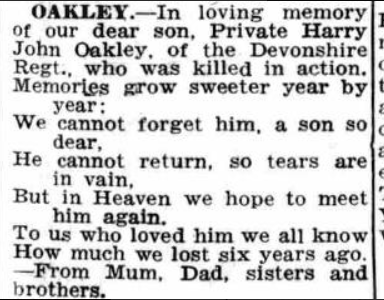 OAKLEY.—In loving memory
of our dear son, Private Harry
John Oakley, of the Devonshire
Regt., who was killed in action.
Memories grow sweeter year by
year:
We cannot forget him, a son so
dear,
He cannot return, so tears are
in vain,
But in Heaven we hope to meet
him again.
To us who loved him we all know
How much we lost six years ago.
—From Mum, Dad, sisters and
brothers.